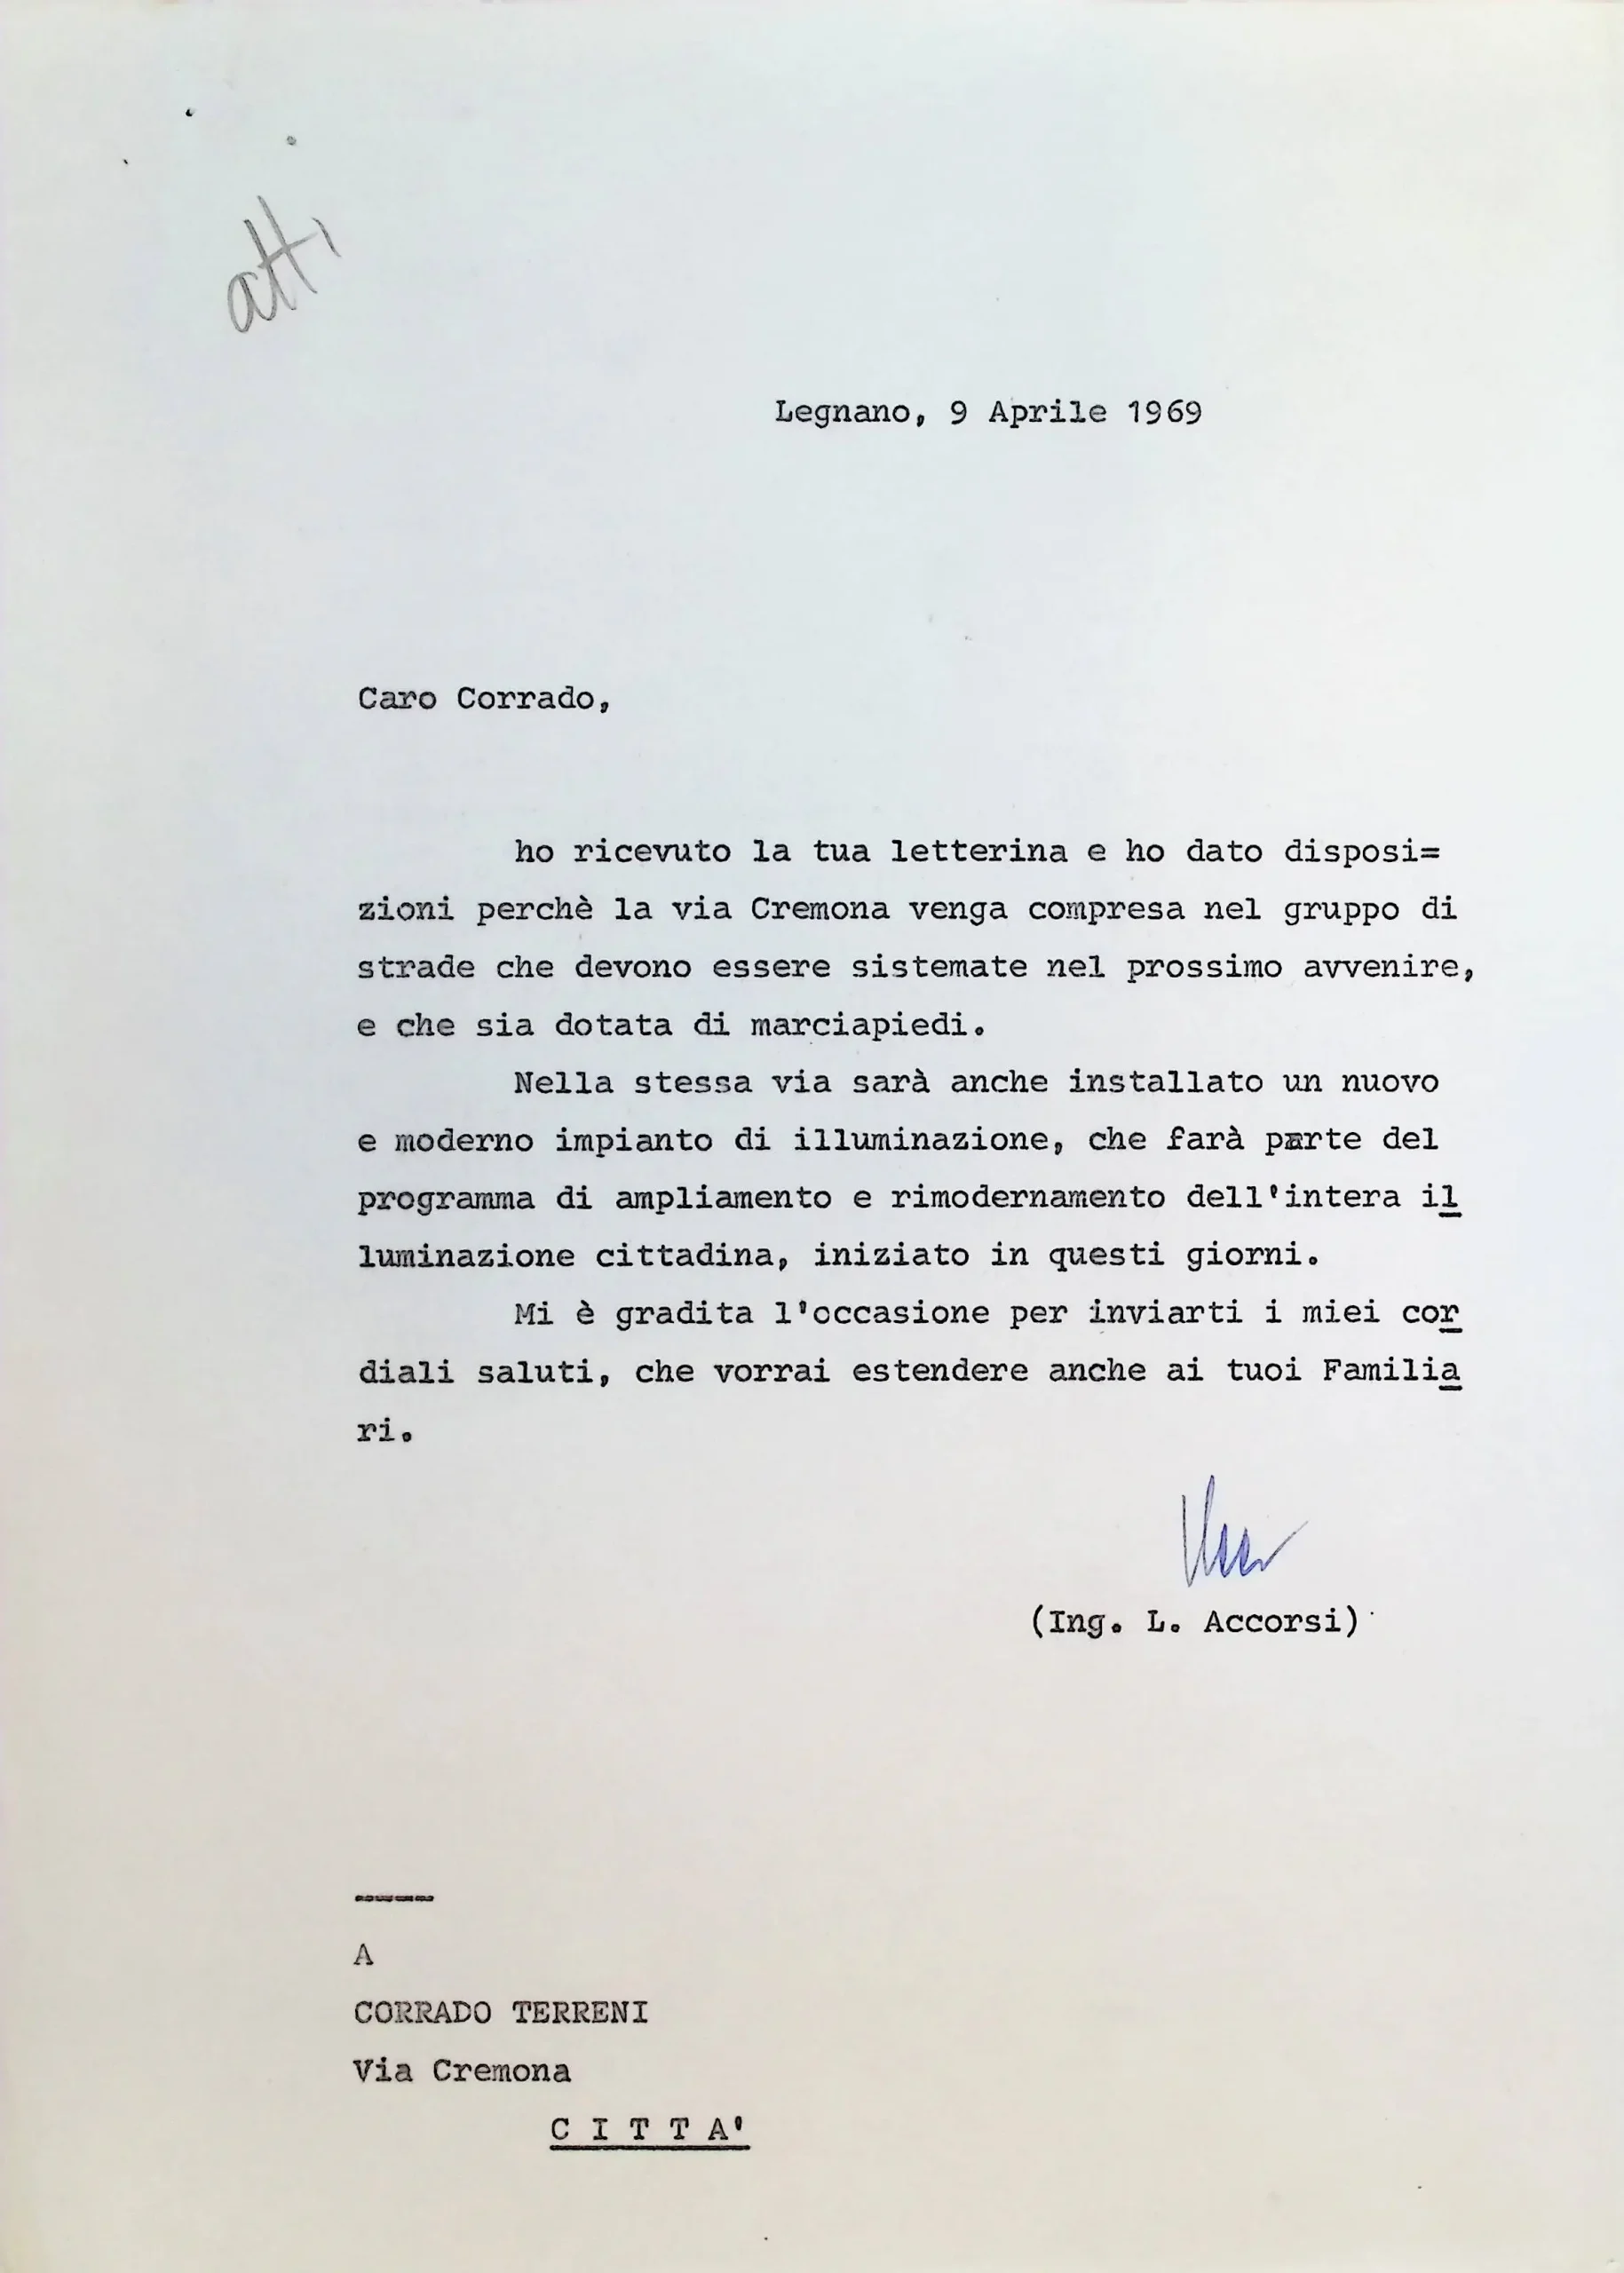 atti
Legnano, 9 Aprile 1969
Caro Corrado,
ho ricevuto la tua letterina e ho dato disposi=
zioni perchè la via Cremona venga compresa nel gruppo di
strade che devono essere sistemate nel prossimo avvenire,
e che sia dotata di marciapiedi.
Nella stessa via sarà anche installato un nuovo
e moderno impianto di illuminazione, che farà parte del
programma di ampliamento e rimodernamento dell'intera il
luminazione cittadina, iniziato in questi giorni.
Mi è gradita l'occasione per inviarti i miei cor
diali saluti, che vorrai estendere anche ai tuoi Familia
ri.
(Ing. L. Accorsi)
----
A
CORRADO TERRENI
Via Cremona
C I T T A'